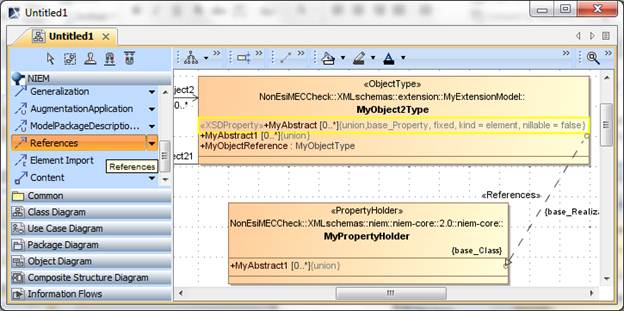 Untitled1
Untitled1
NIEM
Generalization
AugmentationApplication
ModelPackageDescriptio...
References
Element Import
References
Content
Common
Class Diagram
Use Case Diagram
Package Diagram
Object Diagram
Composite Structure Diagram
Information Flows
ject2
0..*]
ect21
«ObjectType»
NonEsiMECCheck::XMLschemas::extension::MyExtensionModel::
MyObject2Type
«XSDProperty»+MyAbstract [0..*]{union,base_Property, fixed, kind = element, nillable = false}
+MyAbstract1 [0..*]{union}
+MyObjectReference : MyObjectType
«References»
{base_Realiza
«PropertyHolder»
NonEsiMECCheck::XMLschemas::niem::niem-core::2.0::niem-core::
MyPropertyHolder
{base_Class}
+MyAbstract1 [0..*]{union}